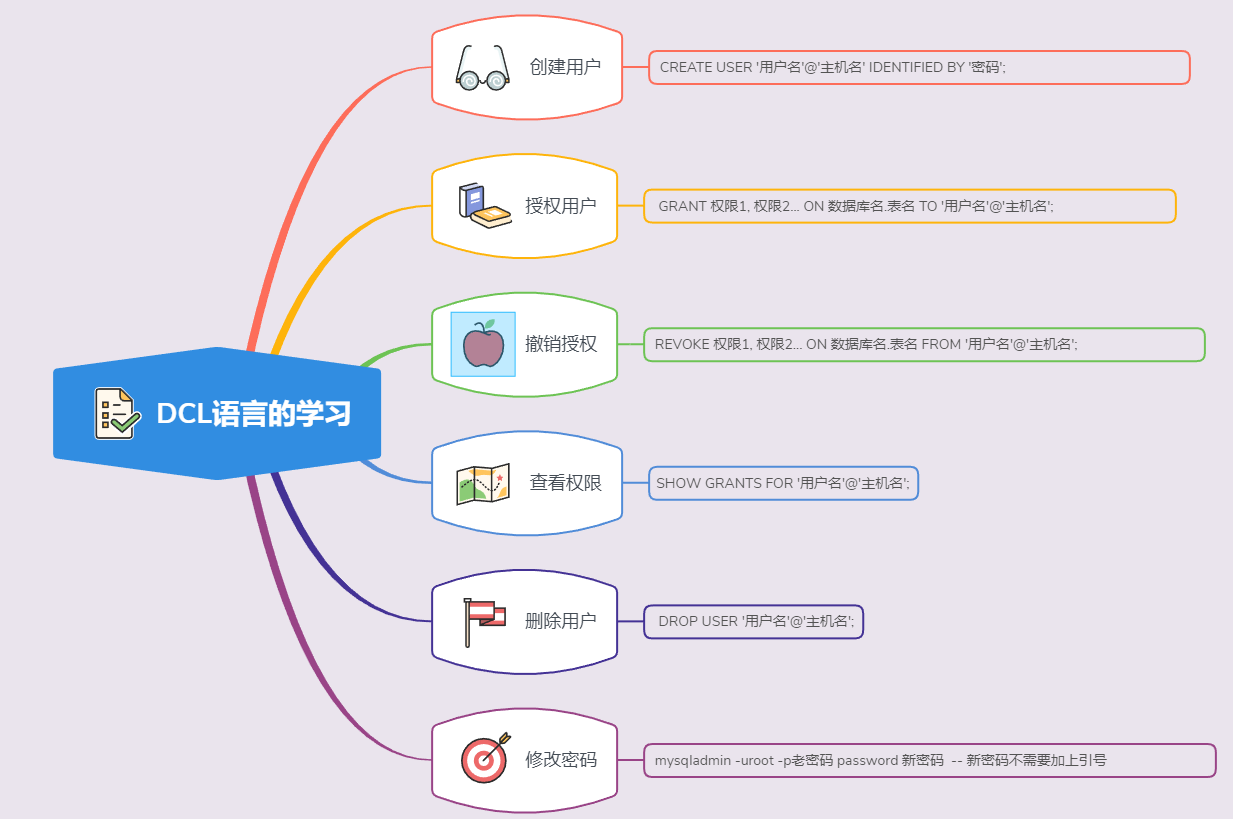 DCL语言的学习
创建用户
CREATE USER '用户名'@'主机名' IDENTIFIED BY '密码';
授权用户
GRANT 权限1, 权限2... ON 数据库名.表名 TO '用户名'@'主机名';
撤销授权
REVOKE 权限1, 权限2... ON 数据库名.表名 FROM '用户名'@'主机名';
查看权限
SHOW GRANTS FOR '用户名'@'主机名';
删除用户
DROP USER '用户名'@'主机名';
修改密码
mysqladmin -uroot -p老密码 password 新密码  -- 新密码不需要加上引号